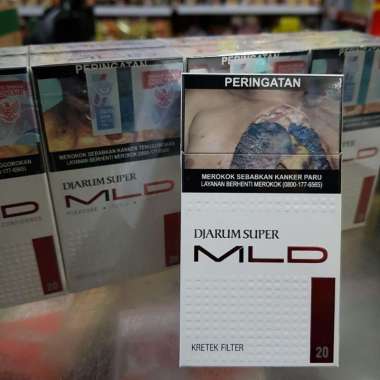 PERINGATAN
MEROKOK SEBABKAN KANKER TENGGOROKAN
LAYANAN BERHENTI MEROKOK (0800-177-6565)
DJARUM SUPER
MLD
20
PERINGATAN
MEROKOK SEBABKAN KANKER PARU
LAYANAN BERHENTI MEROKOK (0800-177-6565)
DJARUM SUPER
MLD
KRETEK FILTER
20